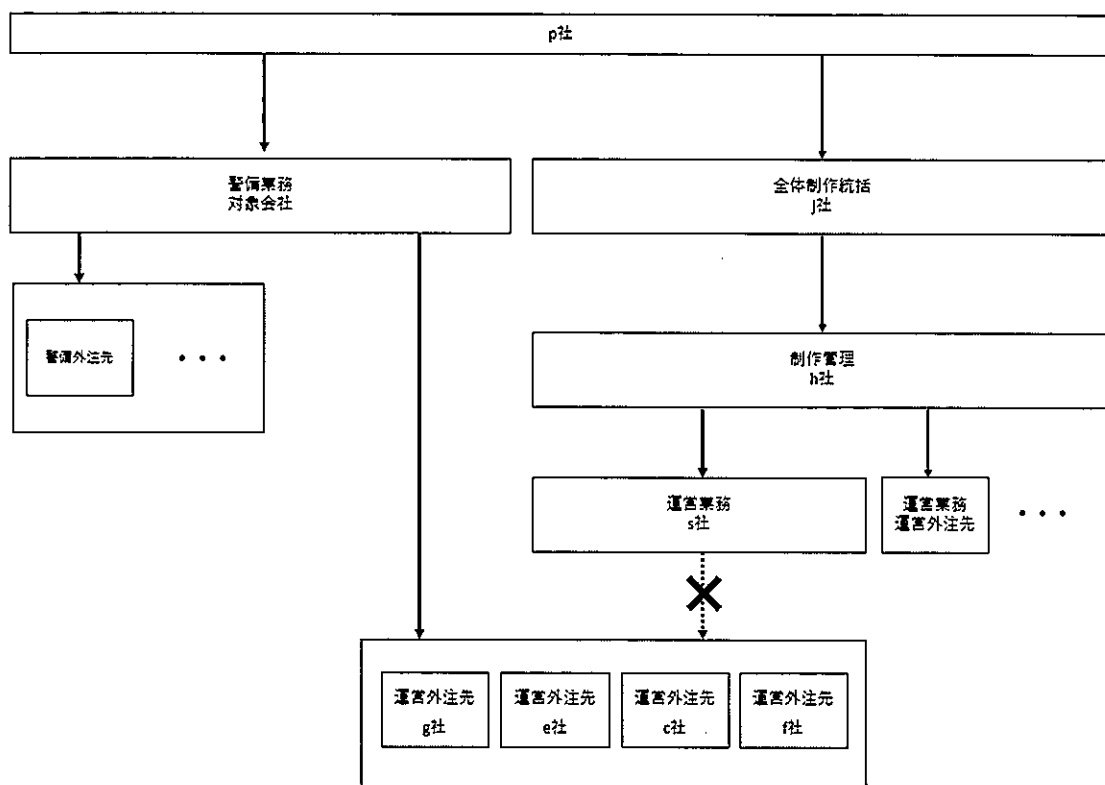 p社
警備業務
対象会社
全体制作統括
j社
警備外注先
・・・
制作管理
h社
運営業務
s社
運営業務
運営外注先
・・・
運営外注先
g社
運営外注先
e社
運営外注先
c社
運営外注先
f社